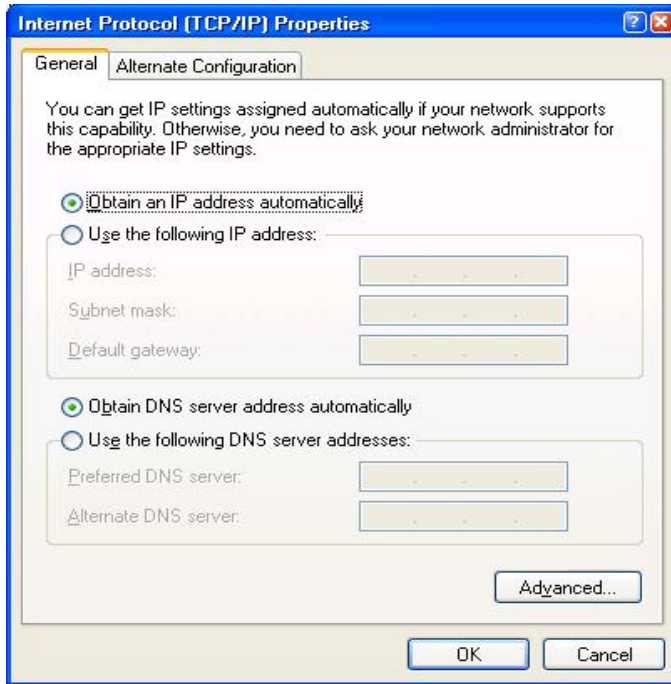 Internet Protocol (TCP/IP) Properties
General
Alternate Configuration
You can get IP settings assigned automatically if your network supports
this capability. Otherwise, you need to ask your network administrator for
the appropriate IP settings.
Obtain an IP address automatically
Use the following IP address:
IP address:
Subnet mask:
Default gateway:
Obtain DNS server address automatically
Use the following DNS server addresses:
Preferred DNS server:
Alternate DNS server:
Advanced...
OK
Cancel